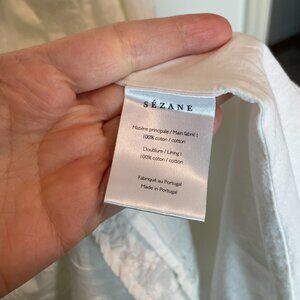 SÉZANE
Matière principale / Main fabric :
100% coton / cotton
Doublure / Lining :
100% coton / cotton
Fabriqué au Portugal
Made in Portugal